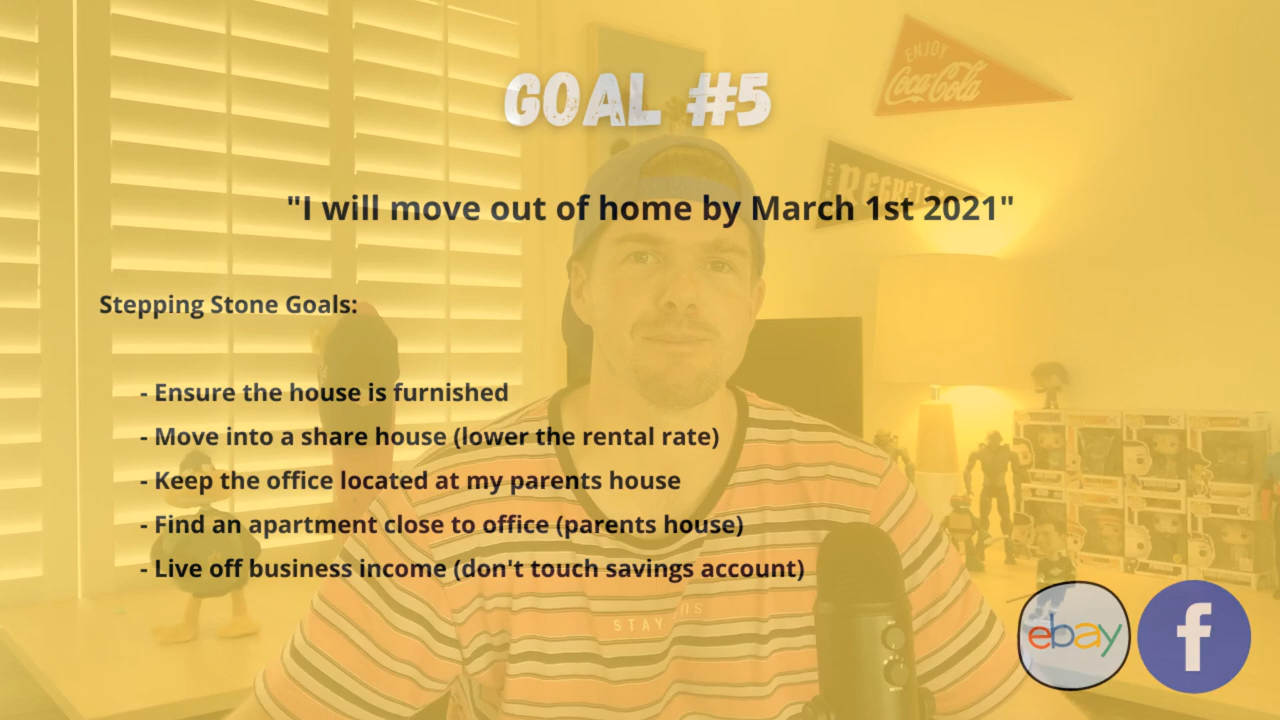 GOAL #5
ENJOY
Coca-Cola
REGRETS
"I will move out of home by March 1st 2021"
Stepping Stone Goals:
- Ensure the house is furnished
- Move into a share house (lower the rental rate)
- Keep the office located at my parents house
- Find an apartment close to office (parents house)
- Live off business income (don't touch savings account)
STAY
ebay
f